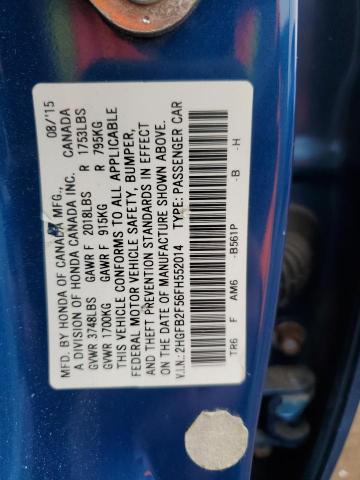 MFD. BY HONDA OF CANADA MFG., 08/'15
A DIVISION OF HONDA CANADA INC. CANADA
GVWR 3748LBS GAWR F 2018LBS R 1753LBS
GVWR 1700KG GAWR F 915KG R 795KG
THIS VEHICLE CONFORMS TO ALL APPLICABLE
FEDERAL MOTOR VEHICLE SAFETY, BUMPER,
AND THEFT PREVENTION STANDARDS IN EFFECT
ON THE DATE OF MANUFACTURE SHOWN ABOVE.
V.I.N.: 2HGFB2F56FH552014 TYPE: PASSENGER CAR
TR6 F AM6 -B561P -B -H